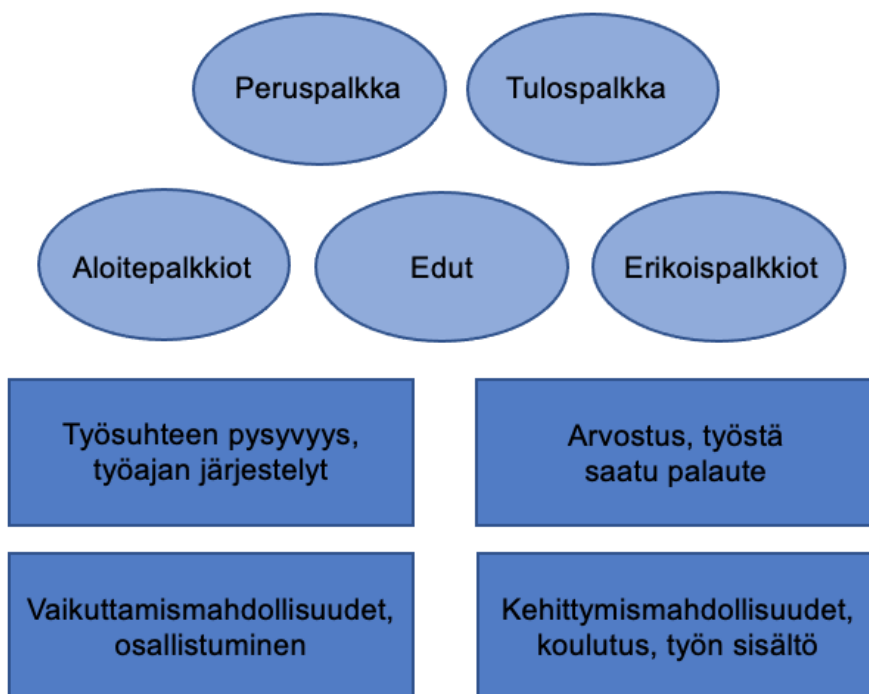 Peruspalkka
Tulospalkka
Aloitepalkkiot
Edut
Erikoispalkkiot
Työsuhteen pysyvyys,
työajan järjestelyt
Arvostus, työstä
saatu palaute
Vaikuttamismahdollisuudet,
osallistuminen
Kehittymismahdollisuudet,
koulutus, työn sisältö